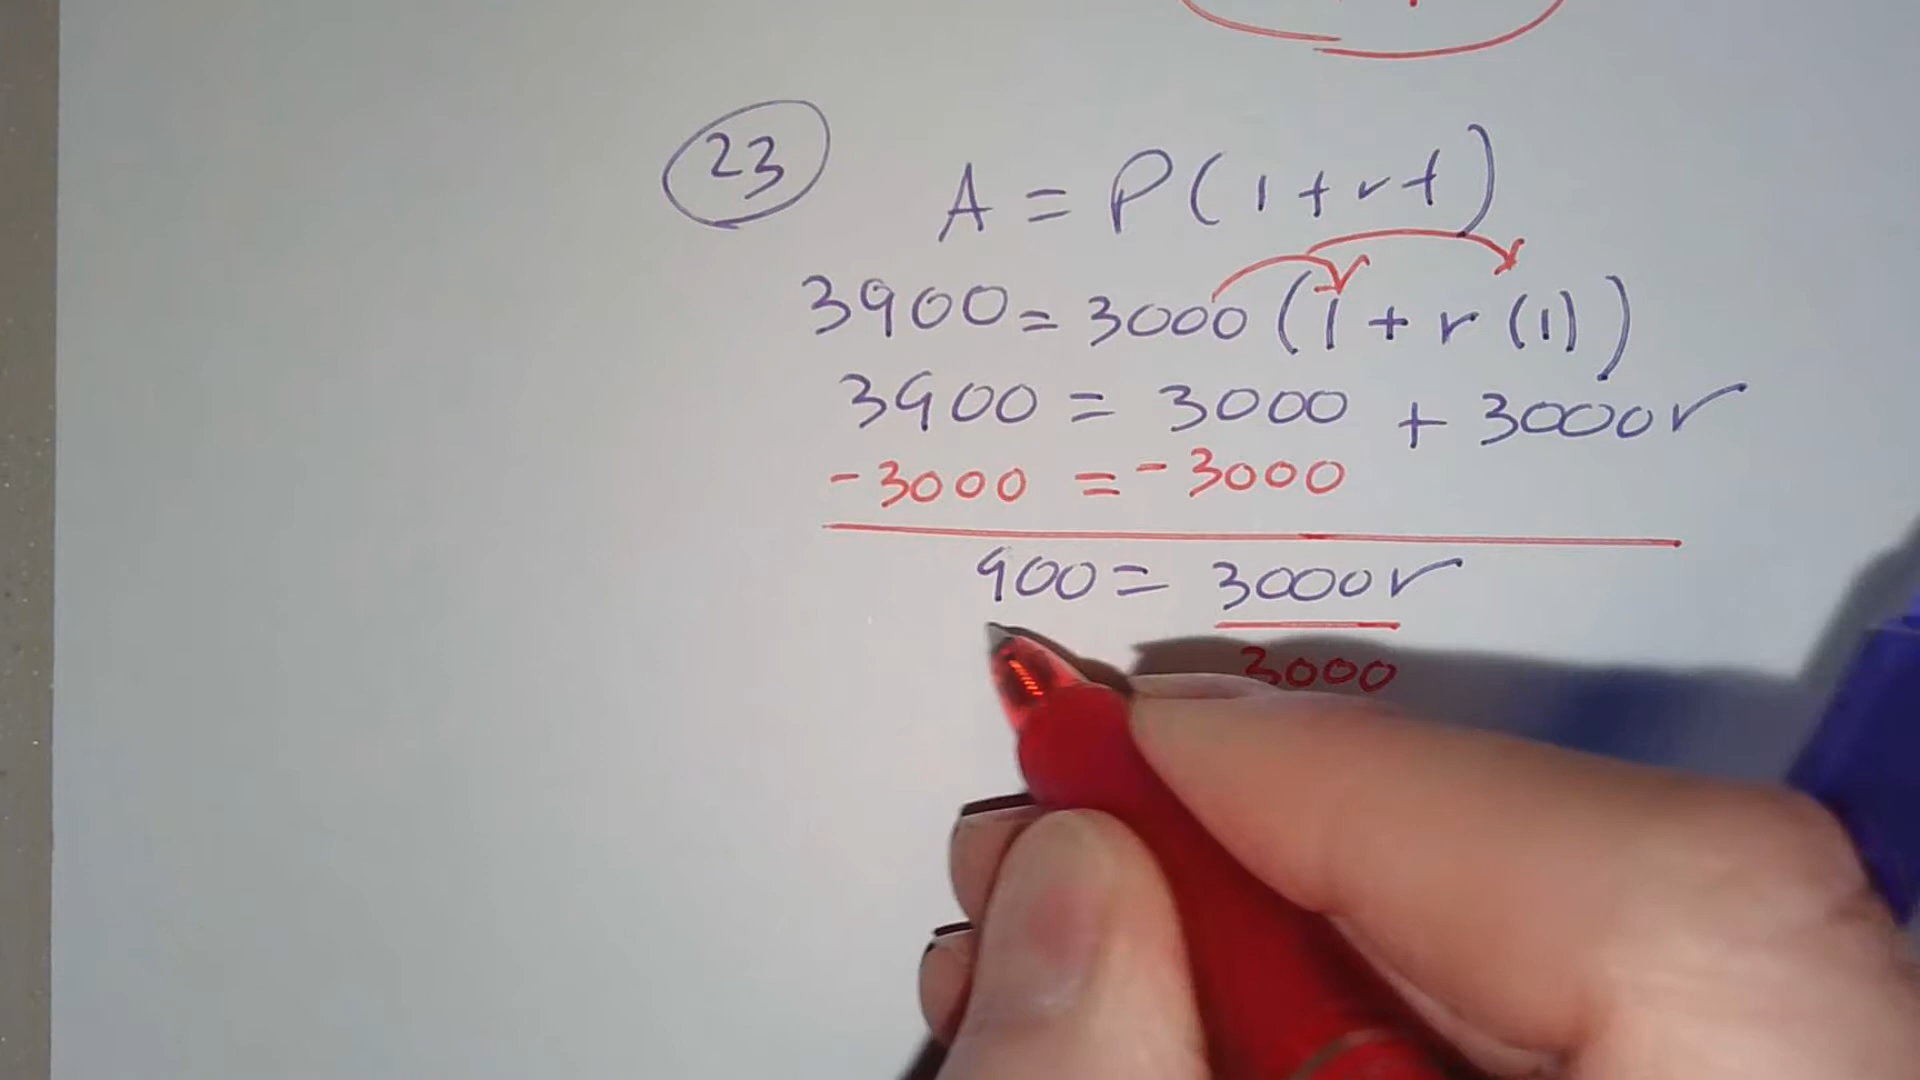 23
A = P(1+rt)
3900 = 3000 (1 + r (1))
3900 = 3000 + 3000r
-3000 = -3000
900 = 3000r
3000